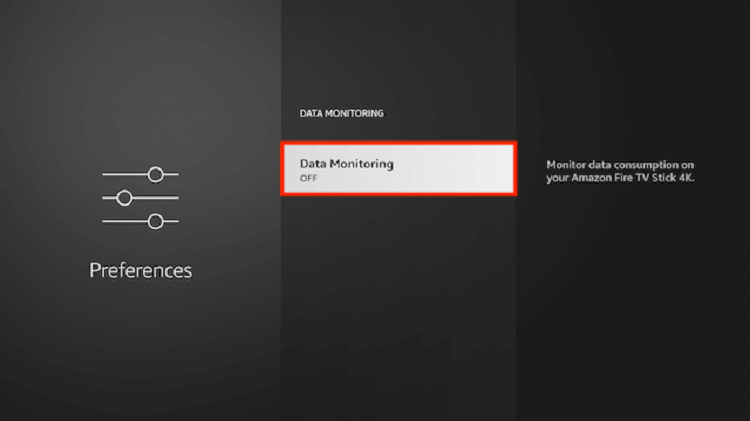 DATA MONITORING
Data Monitoring
OFF
Monitor data consumption on
your Amazon Fire TV Stick 4K.
Preferences